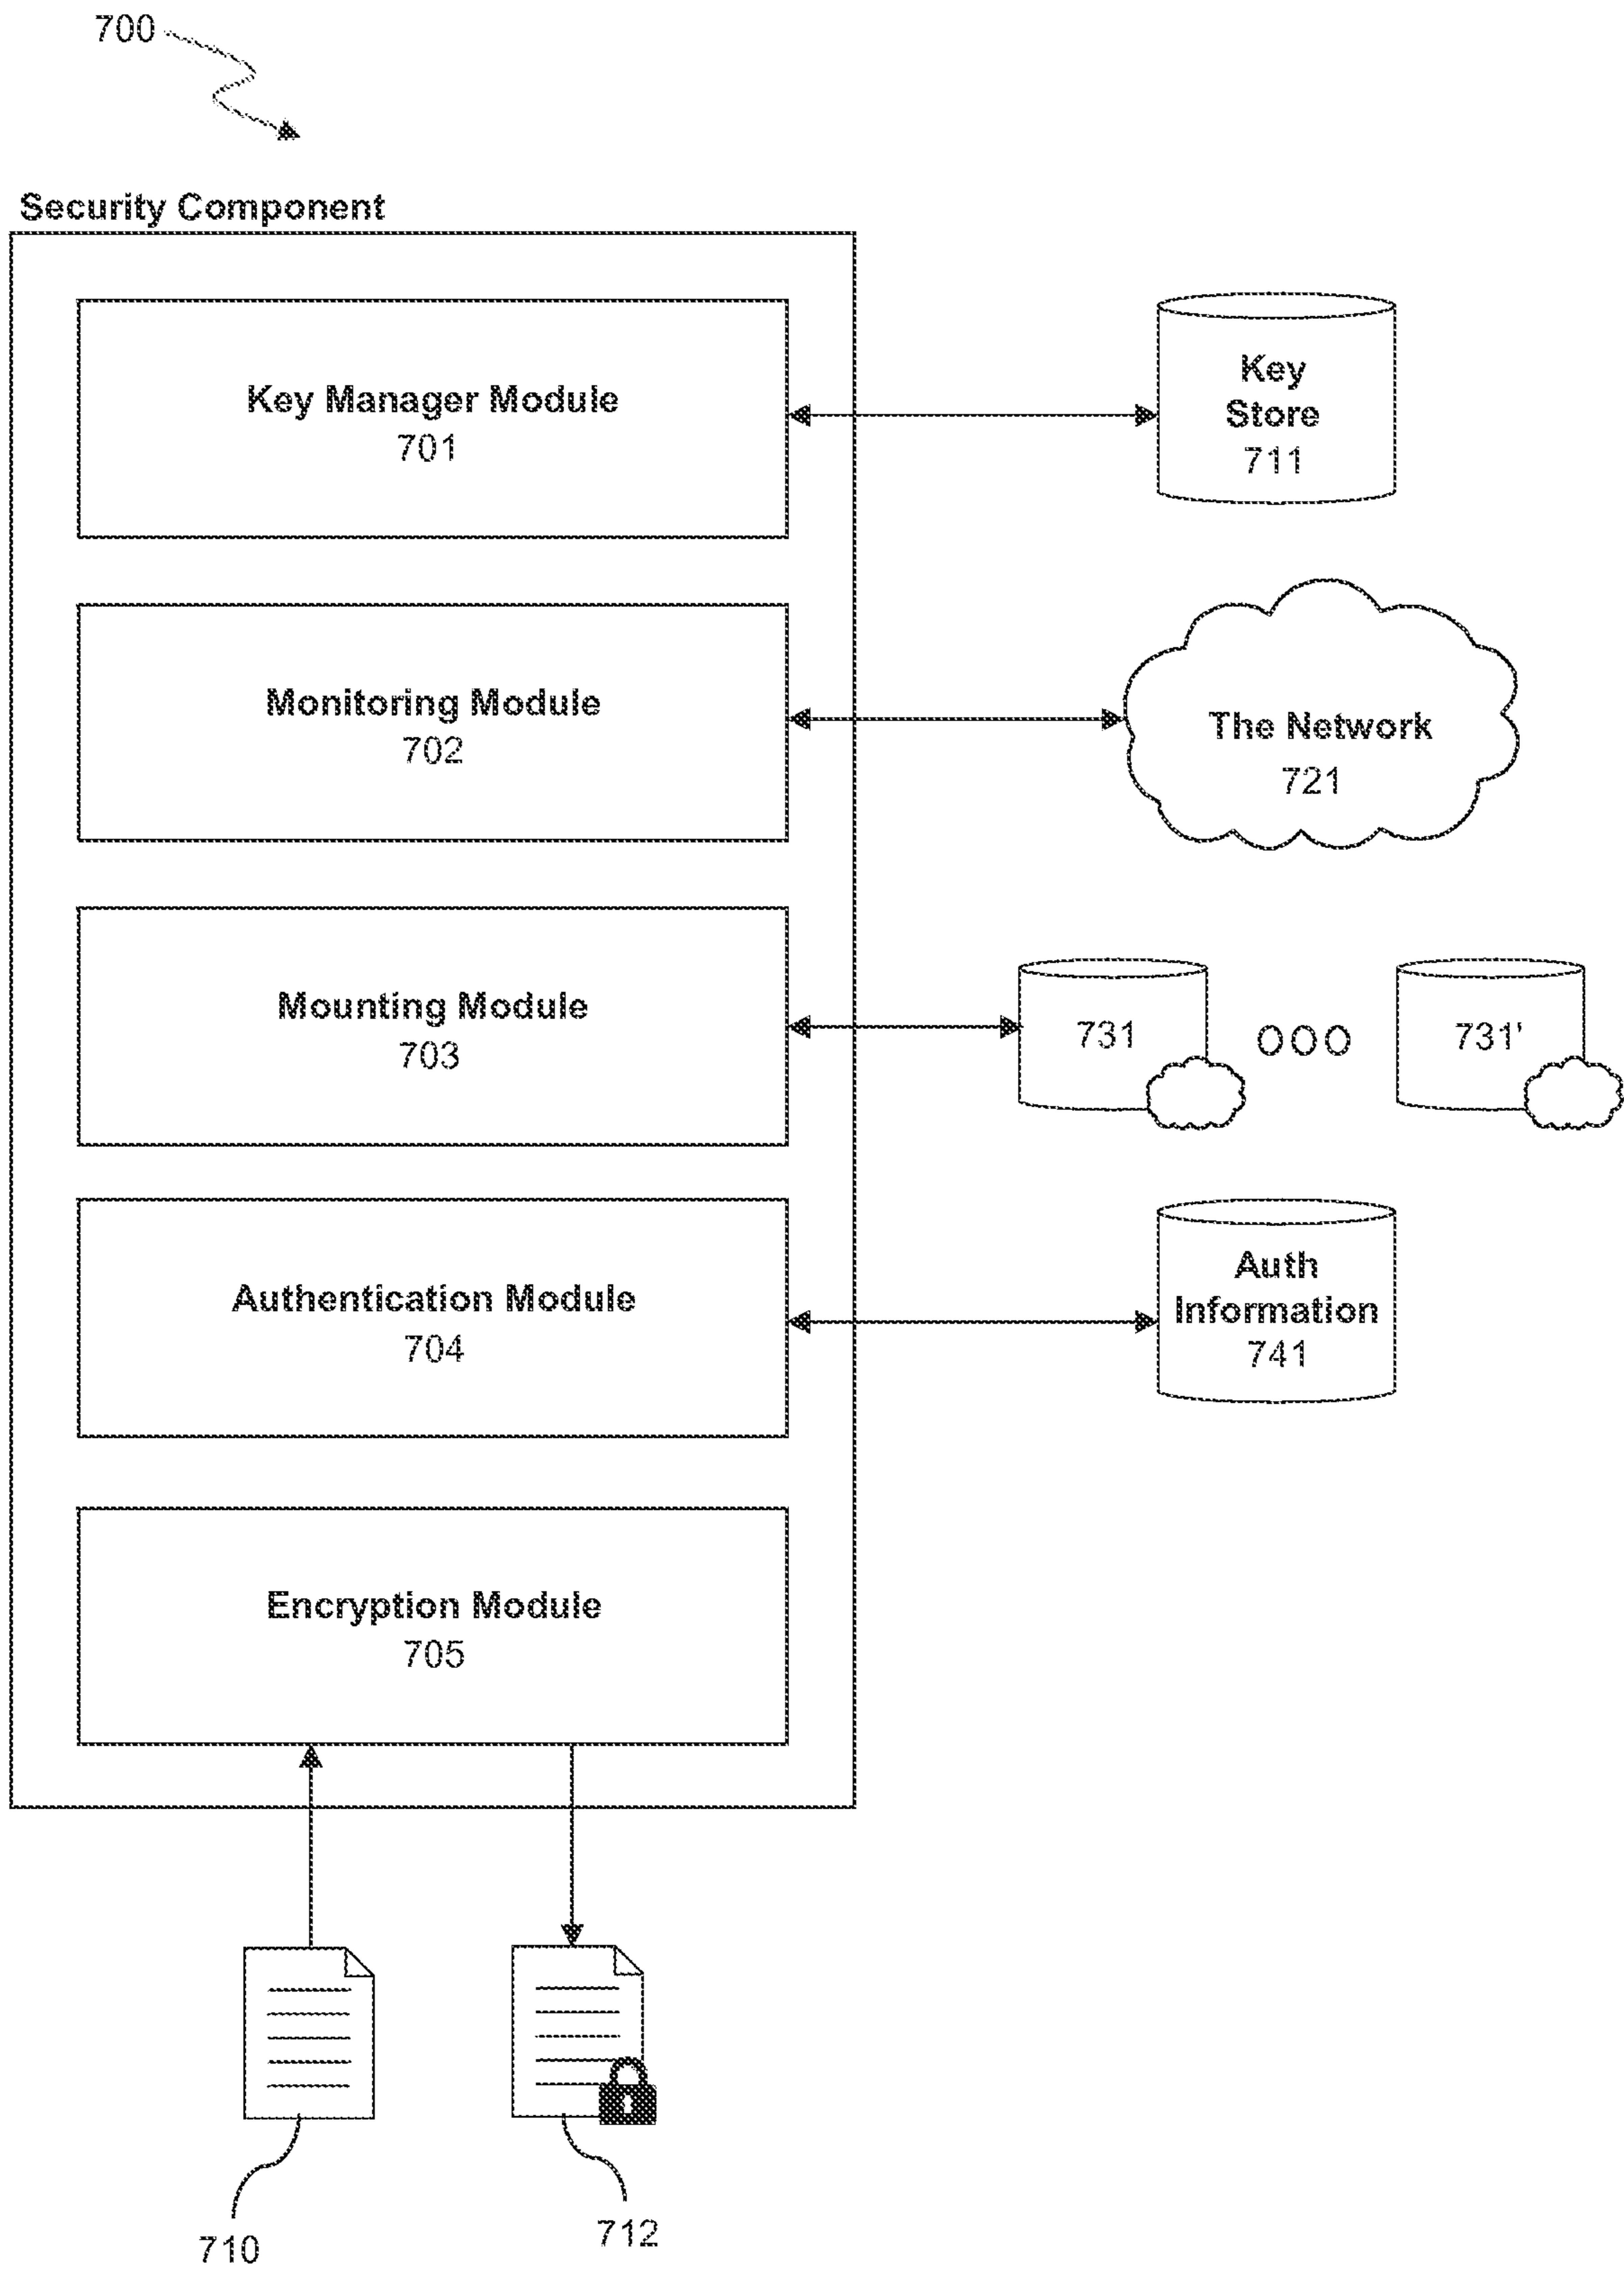 700
Security Component
Key Manager Module
701
Key
Store
711
Monitoring Module
702
The Network
721
Mounting Module
703
731
731'
Authentication Module
704
Auth
Information
741
Encryption Module
705
710
712